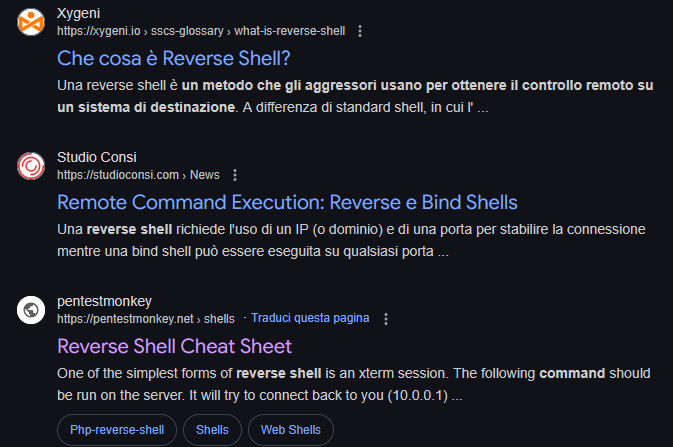 Xygeni
https://xygeni.io › sscs-glossary › what-is-reverse-shell
Che cosa è Reverse Shell?
Una reverse shell è un metodo che gli aggressori usano per ottenere il controllo remoto su
un sistema di destinazione. A differenza di standard shell, in cui l' ...
Studio Consi
https://studioconsi.com › News
Remote Command Execution: Reverse e Bind Shells
Una reverse shell richiede l'uso di un IP (o dominio) e di una porta per stabilire la connessione
mentre una bind shell può essere eseguita su qualsiasi porta ...
pentestmonkey
https://pentestmonkey.net › shells · Traduci questa pagina
Reverse Shell Cheat Sheet
One of the simplest forms of reverse shell is an xterm session. The following command should
be run on the server. It will try to connect back to you (10.0.0.1) ...
Php-reverse-shell Shells Web Shells